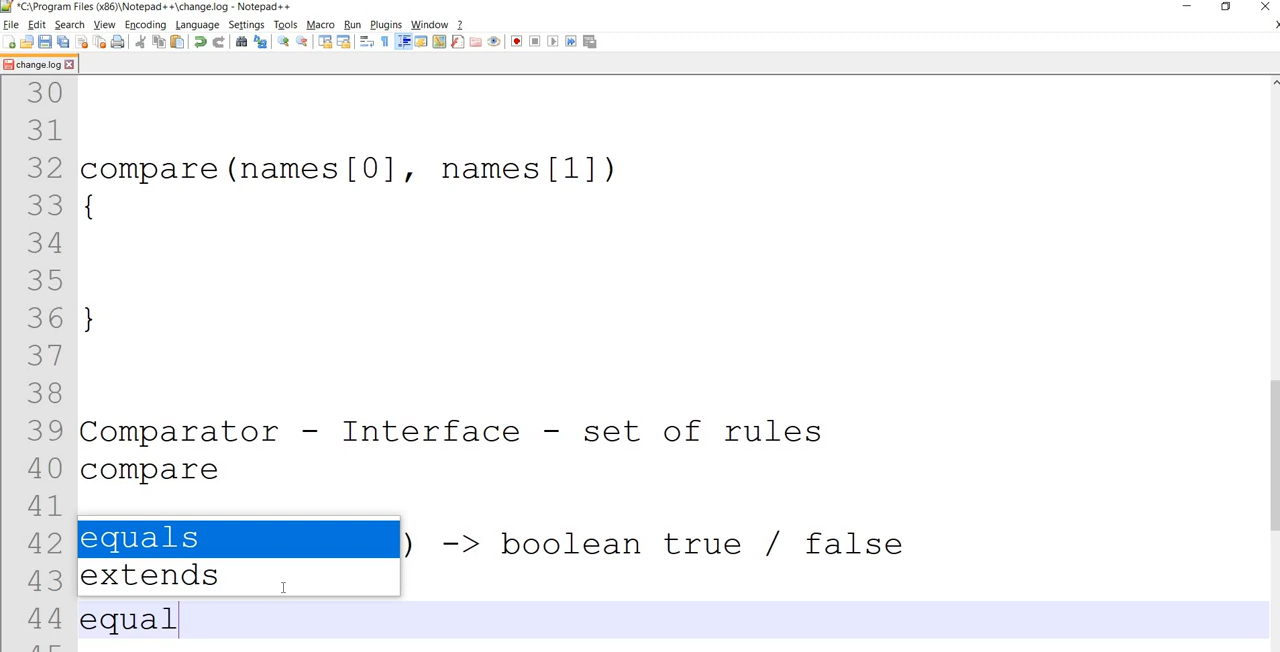 *C:\Program Files (x86)\Notepad++\change.log - Notepad++
File Edit Search View Encoding Language Settings Tools Macro Run Plugins Window ?
change.log
30
31
32 compare(names[0], names[1])
33 {
34
35
36 }
37
38
39 Comparator - Interface - set of rules
40 compare
41
equals
42 ) -> boolean true / false
extends
43
44 equal